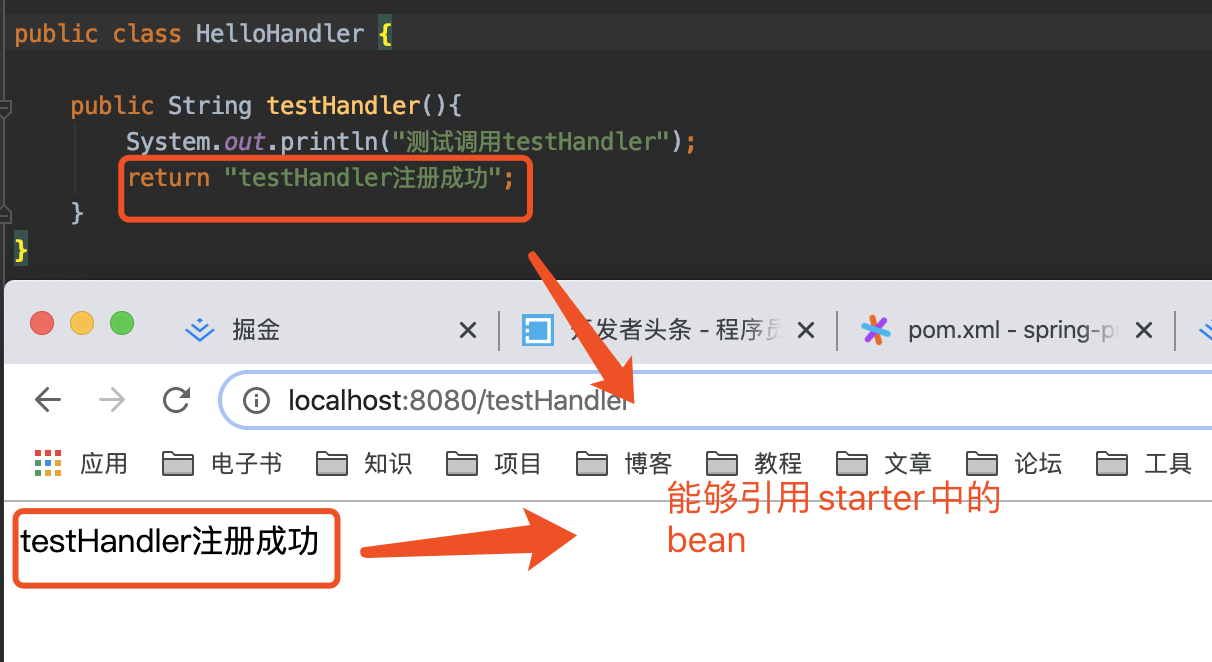 public class HelloHandler {
public String testHandler(){
System.out.println("测试调用testHandler");
return "testHandler注册成功";
}
}
掘金
开发者头条 - 程序员
pom.xml - spring-p
localhost:8080/testHandler
应用 电子书 知识 项目 博客 教程 文章 论坛 工具
能够引用 starter 中的
bean
testHandler注册成功